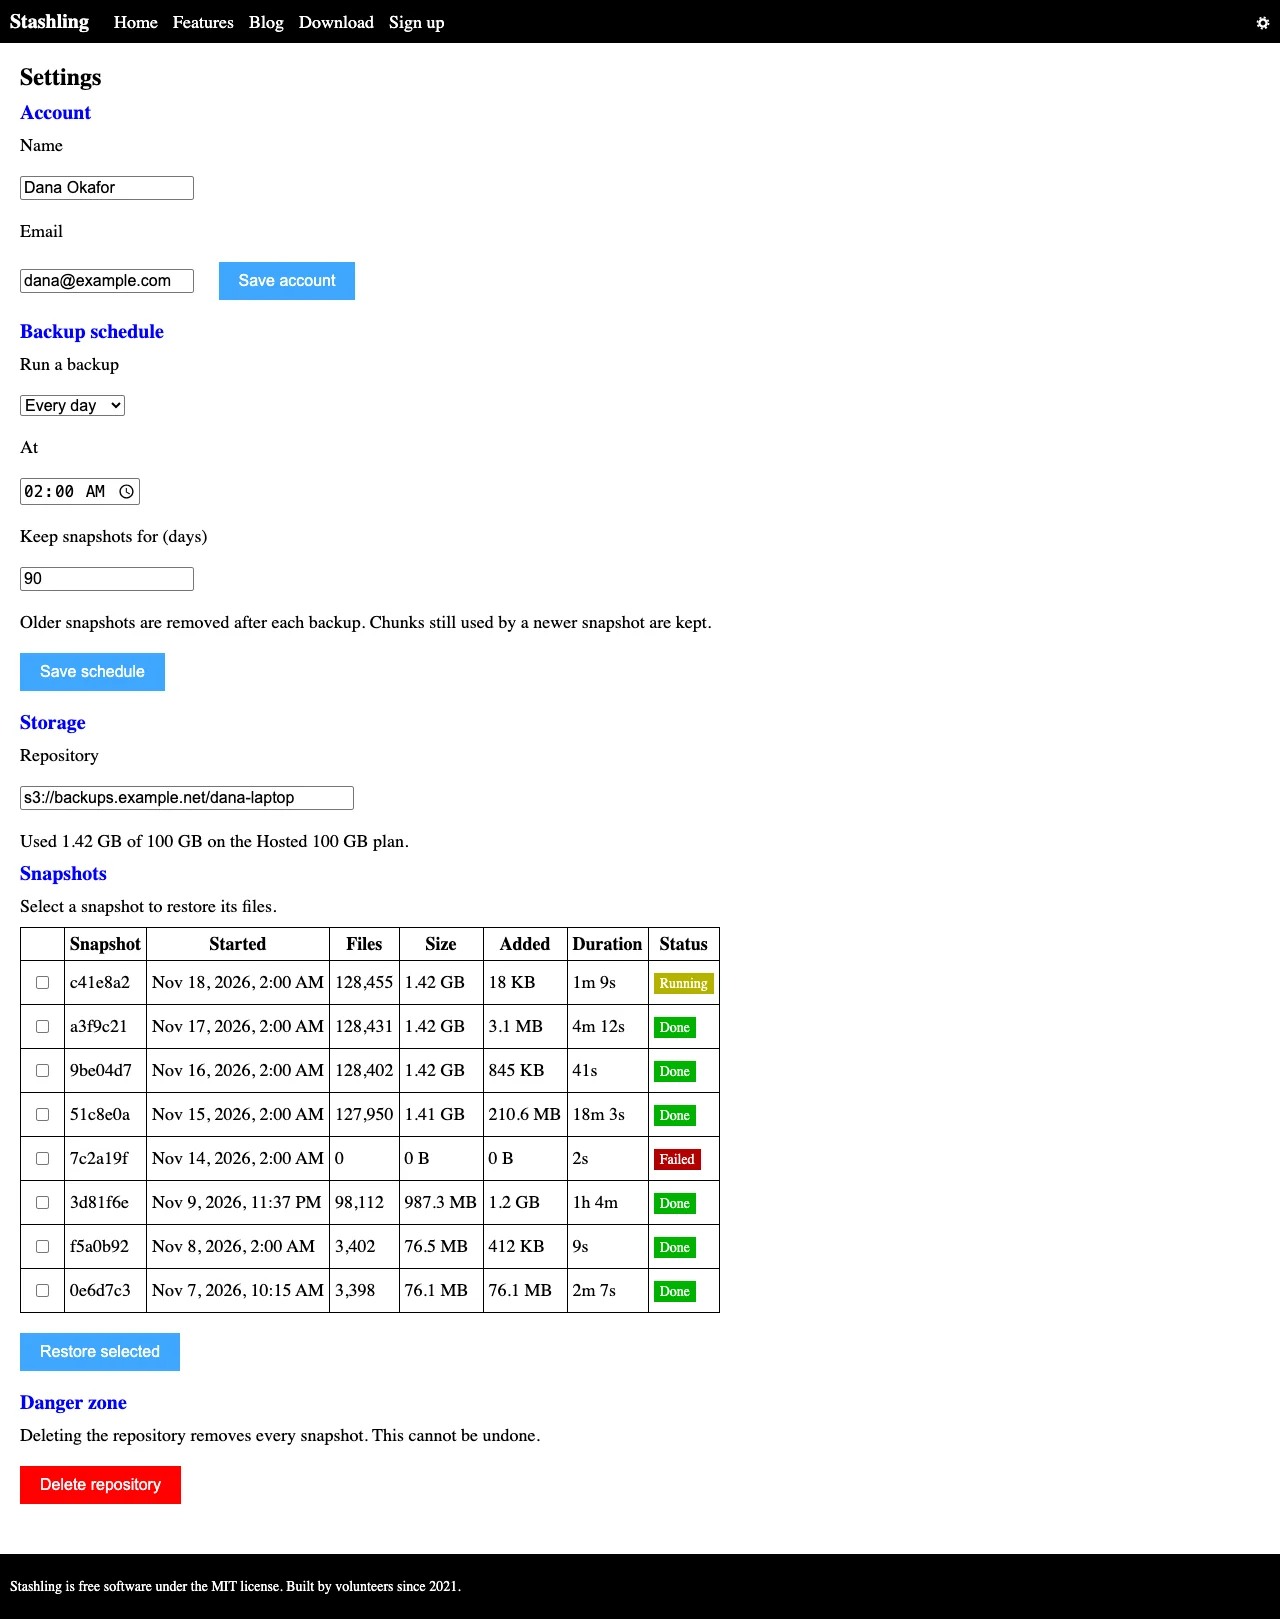 Stashling Home Features Blog Download Sign up
Settings
Account
Name
Dana Okafor
Email
dana@example.com Save account
Backup schedule
Run a backup
Every day
At
02:00 AM
Keep snapshots for (days)
90
Older snapshots are removed after each backup. Chunks still used by a newer snapshot are kept.
Save schedule
Storage
Repository
s3://backups.example.net/dana-laptop
Used 1.42 GB of 100 GB on the Hosted 100 GB plan.
Snapshots
Select a snapshot to restore its files.
Snapshot Started Files Size Added Duration Status
c41e8a2 Nov 18, 2026, 2:00 AM 128,455 1.42 GB 18 KB 1m 9s Running
a3f9c21 Nov 17, 2026, 2:00 AM 128,431 1.42 GB 3.1 MB 4m 12s Done
9be04d7 Nov 16, 2026, 2:00 AM 128,402 1.42 GB 845 KB 41s Done
51c8e0a Nov 15, 2026, 2:00 AM 127,950 1.41 GB 210.6 MB 18m 3s Done
7c2a19f Nov 14, 2026, 2:00 AM 0 0 B 0 B 2s Failed
3d81f6e Nov 9, 2026, 11:37 PM 98,112 987.3 MB 1.2 GB 1h 4m Done
f5a0b92 Nov 8, 2026, 2:00 AM 3,402 76.5 MB 412 KB 9s Done
0e6d7c3 Nov 7, 2026, 10:15 AM 3,398 76.1 MB 76.1 MB 2m 7s Done
Restore selected
Danger zone
Deleting the repository removes every snapshot. This cannot be undone.
Delete repository
Stashling is free software under the MIT license. Built by volunteers since 2021.